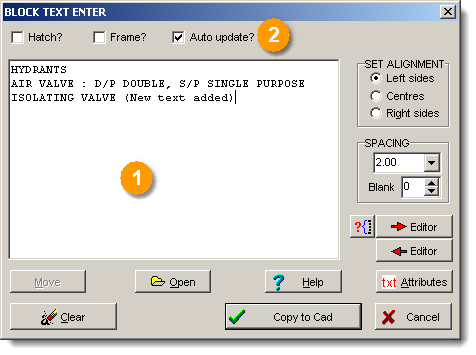 BLOCK TEXT ENTER
Hatch?
Frame?
Auto update?
2
HYDRANTS
AIR VALVE : D/P DOUBLE, S/P SINGLE PURPOSE
ISOLATING VALVE (New text added)
1
SET ALIGNMENT
Left sides
Centres
Right sides
SPACING
2.00
Blank 0
?{ Editor
Editor
Move
Open
? Help
txt Attributes
Clear
Copy to Cad
Cancel